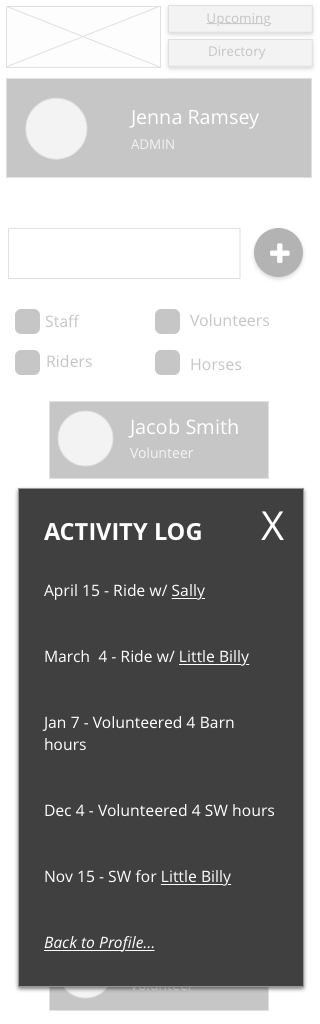 Upcoming
Directory
Jenna Ramsey
ADMIN
Staff
Volunteers
Riders
Horses
Jacob Smith
Volunteer
ACTIVITY LOG
X
April 15 - Ride w/ Sally
March  4 - Ride w/ Little Billy
Jan 7 - Volunteered 4 Barn
hours
Dec 4 - Volunteered 4 SW hours
Nov 15 - SW for Little Billy
Back to Profile...
Volunteer